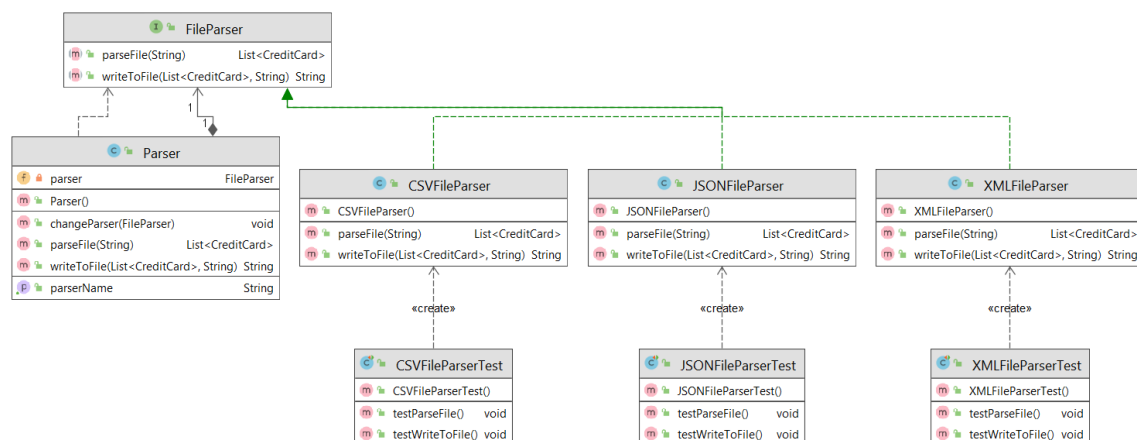 FileParser
parseFile(String) List<CreditCard>
writeToFile(List<CreditCard>, String) String
1
1
Parser
parser FileParser
Parser()
changeParser(FileParser) void
parseFile(String) List<CreditCard>
writeToFile(List<CreditCard>, String) String
parserName String
CSVFileParser
CSVFileParser()
parseFile(String) List<CreditCard>
writeToFile(List<CreditCard>, String) String
JSONFileParser
JSONFileParser()
parseFile(String) List<CreditCard>
writeToFile(List<CreditCard>, String) String
XMLFileParser
XMLFileParser()
parseFile(String) List<CreditCard>
writeToFile(List<CreditCard>, String) String
«create»
«create»
«create»
CSVFileParserTest
CSVFileParserTest()
testParseFile() void
testWriteToFile() void
JSONFileParserTest
JSONFileParserTest()
testParseFile() void
testWriteToFile() void
XMLFileParserTest
XMLFileParserTest()
testParseFile() void
testWriteToFile() void